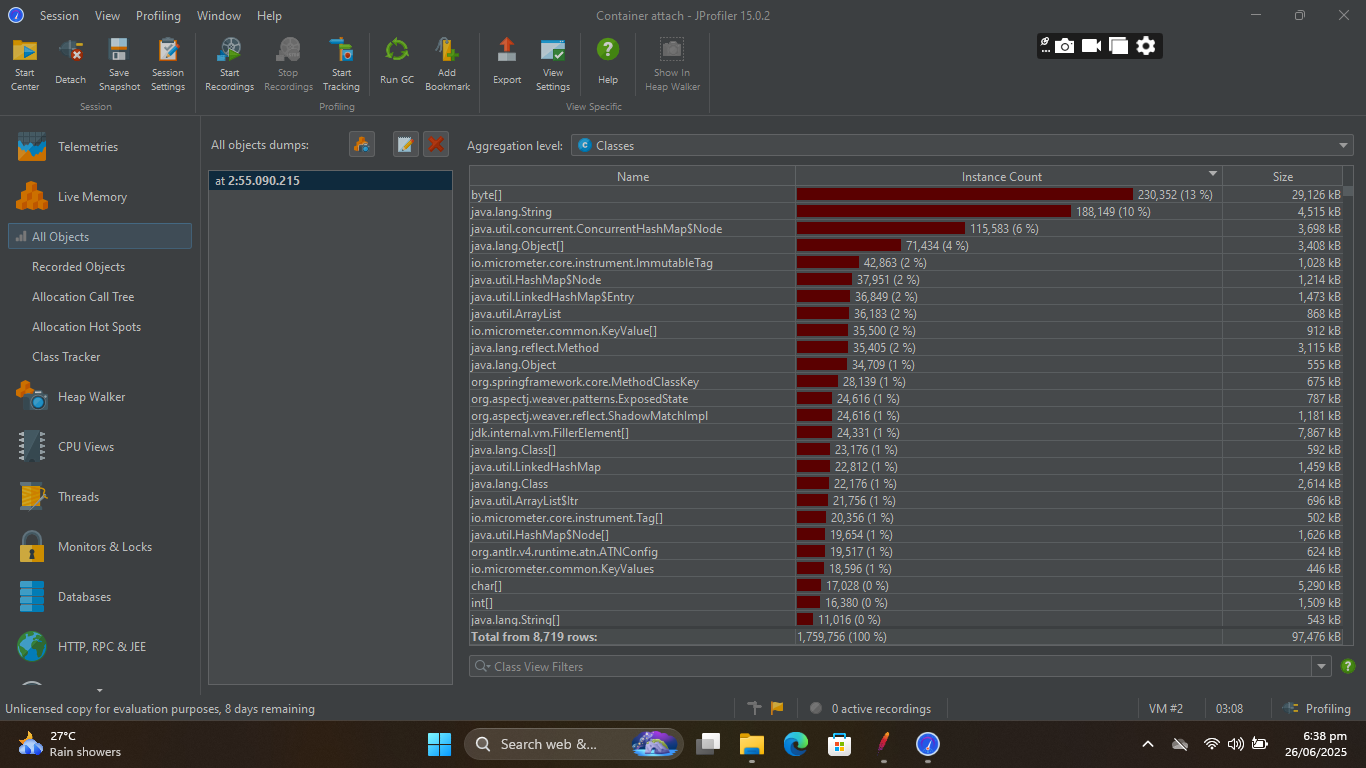 Session View Profiling Window Help
Container attach - JProfiler 15.0.2
Start Center
Detach
Save Snapshot
Session Settings
Session
Start Recordings
Stop Recordings
Start Tracking
Profiling
Run GC
Add Bookmark
Export
View Settings
Help
View Specific
Show In Heap Walker
Telemetries
Live Memory
All Objects
Recorded Objects
Allocation Call Tree
Allocation Hot Spots
Class Tracker
Heap Walker
CPU Views
Threads
Monitors & Locks
Databases
HTTP, RPC & JEE
All objects dumps:
at 2:55.090.215
Aggregation level: Classes
Name Instance Count Size
byte[] 230,352 (13 %) 29,126 kB
java.lang.String 188,149 (10 %) 4,515 kB
java.util.concurrent.ConcurrentHashMap$Node 115,583 (6 %) 3,698 kB
java.lang.Object[] 71,434 (4 %) 3,408 kB
io.micrometer.core.instrument.ImmutableTag 42,863 (2 %) 1,028 kB
java.util.HashMap$Node 37,951 (2 %) 1,214 kB
java.util.LinkedHashMap$Entry 36,849 (2 %) 1,473 kB
java.util.ArrayList 36,183 (2 %) 868 kB
io.micrometer.common.KeyValue[] 35,500 (2 %) 912 kB
java.lang.reflect.Method 35,405 (2 %) 3,115 kB
java.lang.Object 34,709 (1 %) 555 kB
org.springframework.core.MethodClassKey 28,139 (1 %) 675 kB
org.aspectj.weaver.patterns.ExposedState 24,616 (1 %) 787 kB
org.aspectj.weaver.reflect.ShadowMatchImpl 24,616 (1 %) 1,181 kB
jdk.internal.vm.FillerElement[] 24,331 (1 %) 7,867 kB
java.lang.Class[] 23,176 (1 %) 592 kB
java.util.LinkedHashMap 22,812 (1 %) 1,459 kB
java.lang.Class 22,176 (1 %) 2,614 kB
java.util.ArrayList$Itr 21,756 (1 %) 696 kB
io.micrometer.core.instrument.Tag[] 20,356 (1 %) 502 kB
java.util.HashMap$Node[] 19,654 (1 %) 1,626 kB
org.antlr.v4.runtime.atn.ATNConfig 19,517 (1 %) 624 kB
io.micrometer.common.KeyValues 18,596 (1 %) 446 kB
char[] 17,028 (0 %) 5,290 kB
int[] 16,380 (0 %) 1,509 kB
java.lang.String[] 11,016 (0 %) 543 kB
Total from 8,719 rows: 1,759,756 (100 %) 97,476 kB
Class View Filters
Unlicensed copy for evaluation purposes, 8 days remaining
0 active recordings
VM #2
03:08
Profiling
27°C
Rain showers
Search web &...
6:38 pm
26/06/2025